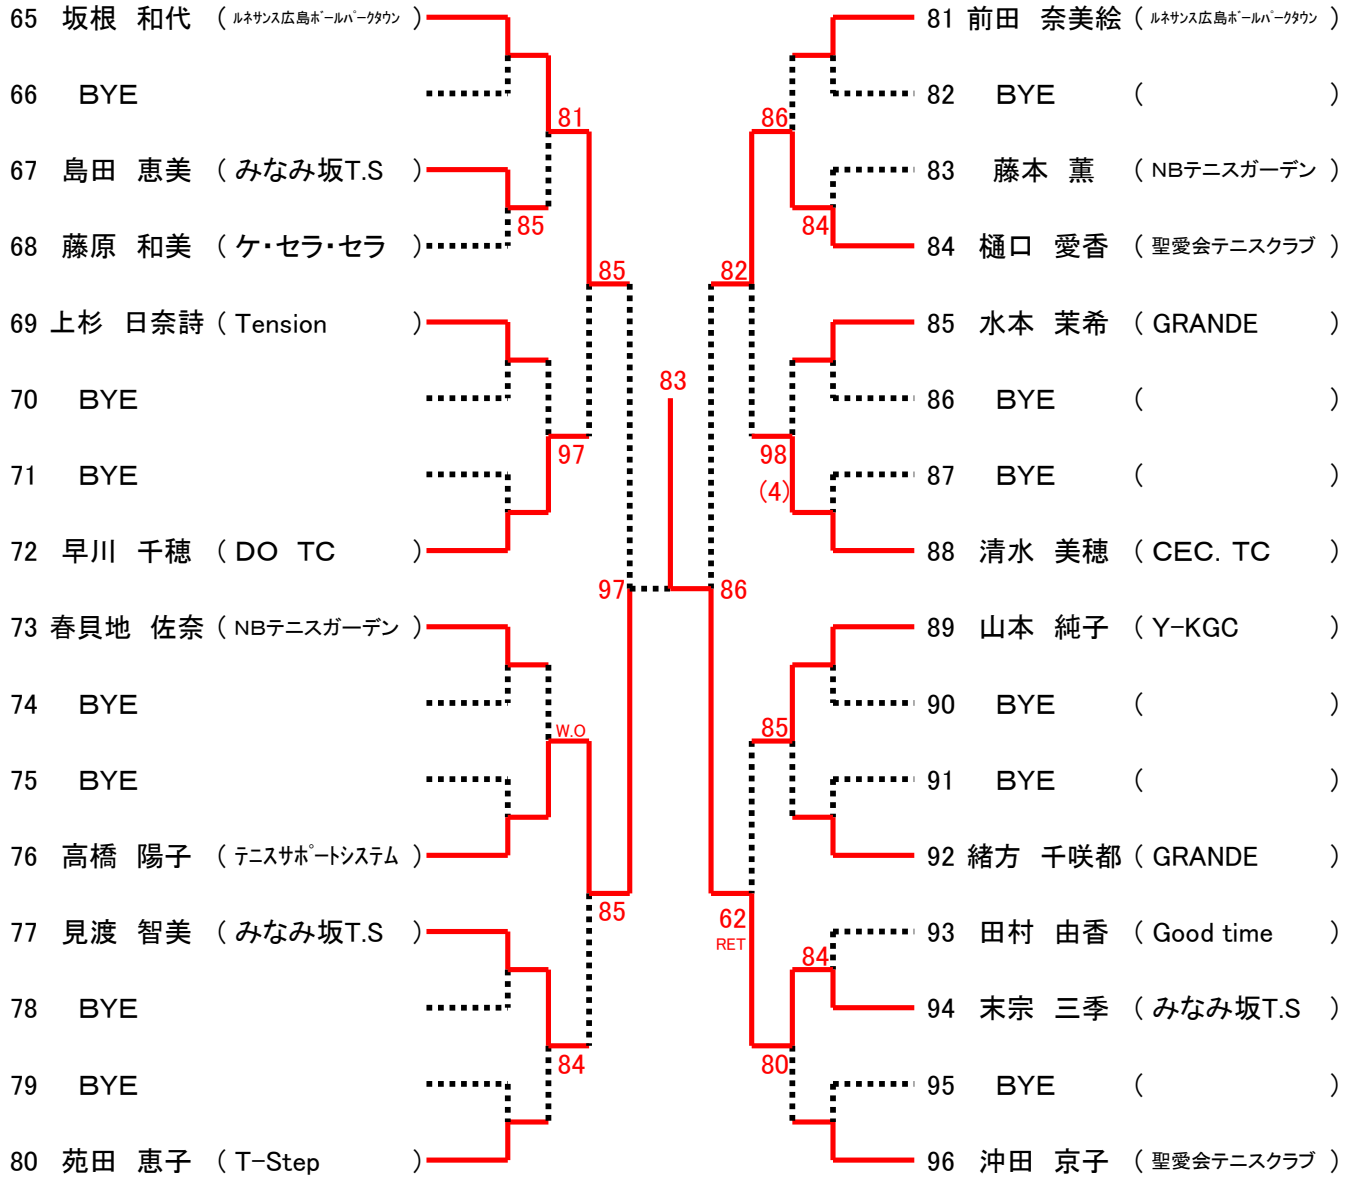 65 坂根 和代 ( ルネサンス広島ボールパークタウン )
66 BYE
81
67 島田 恵美 ( みなみ坂T.S )
85
68 藤原 和美 ( ケ・セラ・セラ )
85
69 上杉 日奈詩 ( Tension )
70 BYE
97
71 BYE
72 早川 千穂 ( DO TC )
97
73 春貝地 佐奈 ( NBテニスガーデン )
74 BYE
W.O
75 BYE
76 高橋 陽子 ( テニスサポートシステム )
85
77 見渡 智美 ( みなみ坂T.S )
78 BYE
84
79 BYE
80 苑田 恵子 ( T-Step )
83
81 前田 奈美絵 ( ルネサンス広島ボールパークタウン )
82 BYE ( )
86
83 藤本 薫 ( NBテニスガーデン )
84
84 樋口 愛香 ( 聖愛会テニスクラブ )
82
85 水本 茉希 ( GRANDE )
86 BYE ( )
98
(4)
87 BYE ( )
88 清水 美穂 ( CEC. TC )
86
89 山本 純子 ( Y-KGC )
90 BYE ( )
85
91 BYE ( )
92 緒方 千咲都 ( GRANDE )
62
RET
93 田村 由香 ( Good time )
84
94 末宗 三季 ( みなみ坂T.S )
80
95 BYE ( )
96 沖田 京子 ( 聖愛会テニスクラブ )